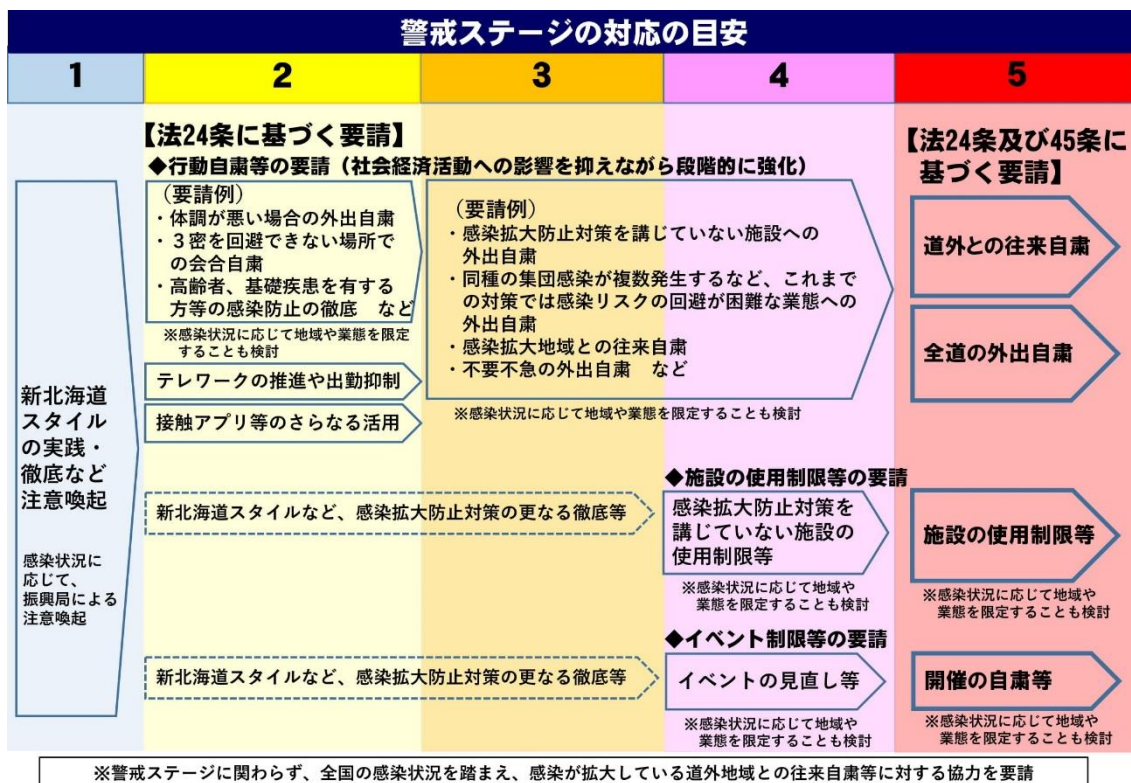 警戒ステージの対応の目安
1
2
3
4
5
【法24条に基づく要請】
◆行動自粛等の要請（社会経済活動への影響を抑えながら段階的に強化）
【法24条及び45条に
基づく要請】
新北海道
スタイル
の実践・
徹底など
注意喚起
感染状況に
応じて、
振興局による
注意喚起
（要請例）
・体調が悪い場合の外出自粛
・３密を回避できない場所で
の会合自粛
・高齢者、基礎疾患を有する
方等の感染防止の徹底　など
※感染状況に応じて地域や業態を限定
することも検討
テレワークの推進や出勤抑制
接触アプリ等のさらなる活用
（要請例）
・感染拡大防止対策を講じていない施設への
外出自粛
・同種の集団感染が複数発生するなど、これまで
の対策では感染リスクの回避が困難な業態への
外出自粛
・感染拡大地域との往来自粛
・不要不急の外出自粛　など
※感染状況に応じて地域や業態を限定することも検討
道外との往来自粛
全道の外出自粛
◆施設の使用制限等の要請
新北海道スタイルなど、感染拡大防止対策の更なる徹底等
感染拡大防止対策を
講じていない施設の
使用制限等
※感染状況に応じて地域や
業態を限定することも検討
施設の使用制限等
※感染状況に応じて地域や
業態を限定することも検討
◆イベント制限等の要請
新北海道スタイルなど、感染拡大防止対策の更なる徹底等
イベントの見直し等
※感染状況に応じて地域や
業態を限定することも検討
開催の自粛等
※感染状況に応じて地域や
業態を限定することも検討
※警戒ステージに関わらず、全国の感染状況を踏まえ、感染が拡大している道外地域との往来自粛等に対する協力を要請